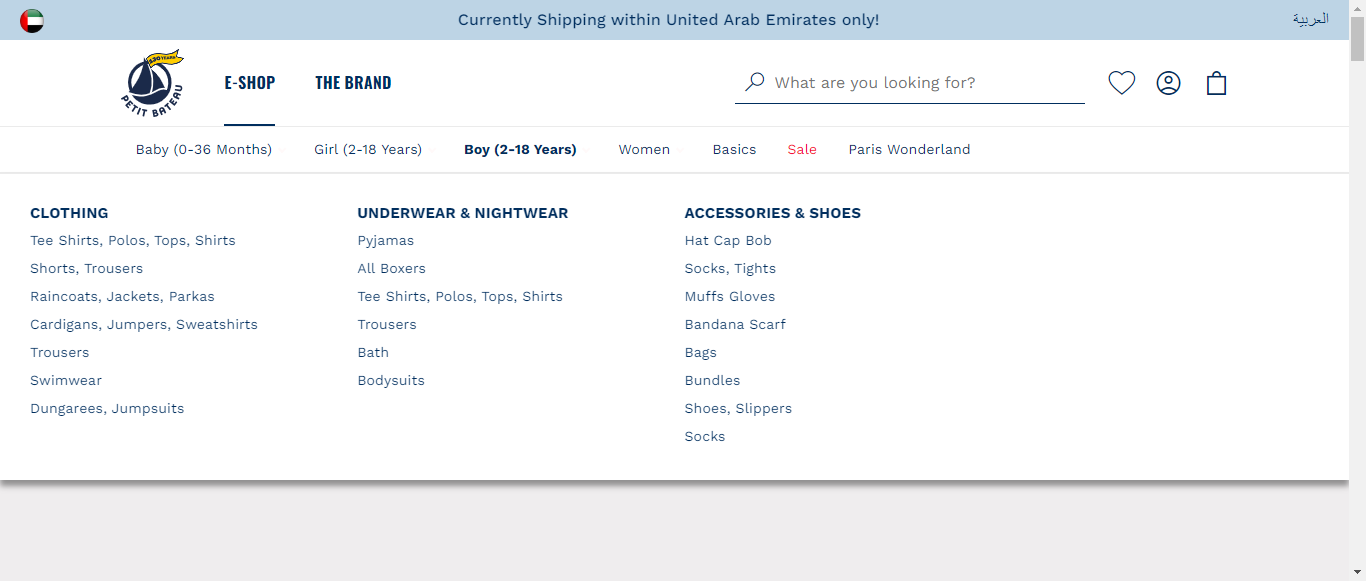 Currently Shipping within United Arab Emirates only!
العربية
130 YEARS
PETIT BATEAU
E-SHOP
THE BRAND
What are you looking for?
Baby (0-36 Months)
Girl (2-18 Years)
Boy (2-18 Years)
Women
Basics
Sale
Paris Wonderland
CLOTHING
Tee Shirts, Polos, Tops, Shirts
Shorts, Trousers
Raincoats, Jackets, Parkas
Cardigans, Jumpers, Sweatshirts
Trousers
Swimwear
Dungarees, Jumpsuits
UNDERWEAR & NIGHTWEAR
Pyjamas
All Boxers
Tee Shirts, Polos, Tops, Shirts
Trousers
Bath
Bodysuits
ACCESSORIES & SHOES
Hat Cap Bob
Socks, Tights
Muffs Gloves
Bandana Scarf
Bags
Bundles
Shoes, Slippers
Socks